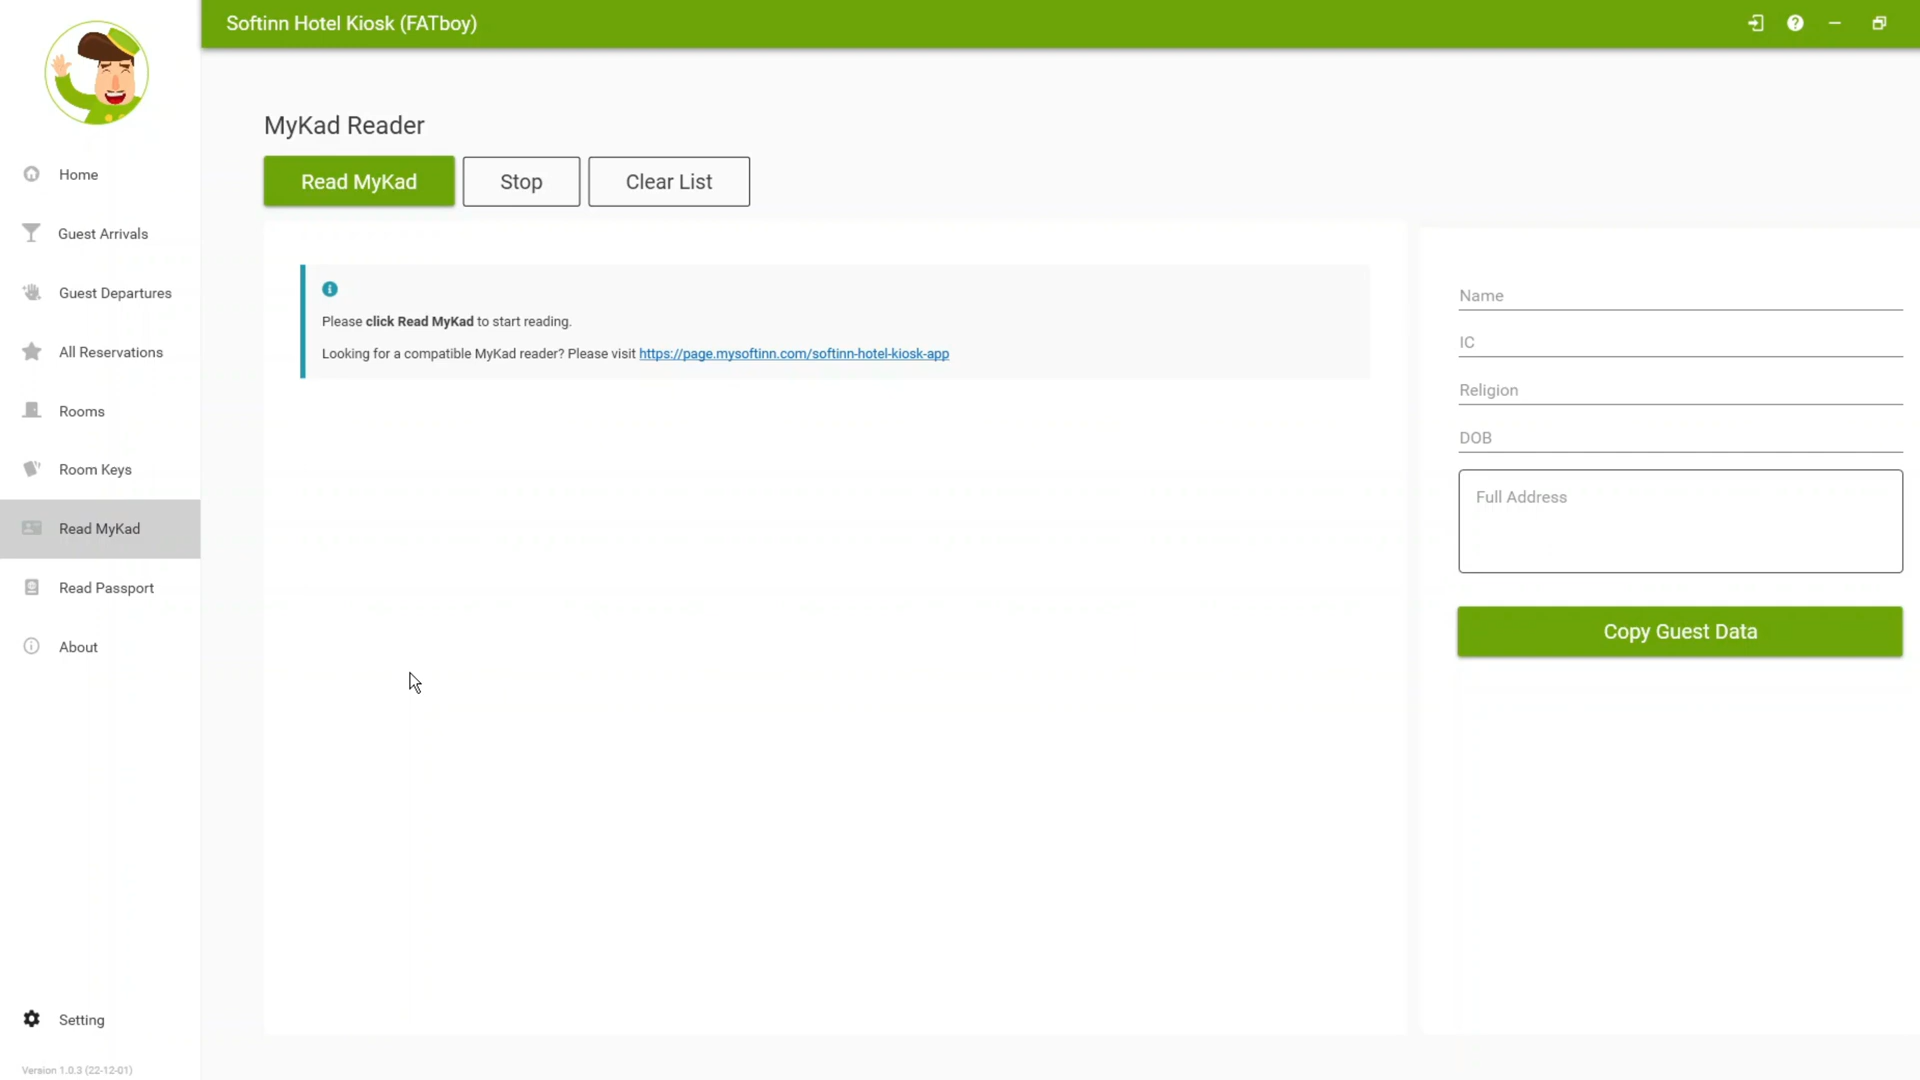 Softinn Hotel Kiosk (FATboy)
Home
Guest Arrivals
Guest Departures
All Reservations
Rooms
Room Keys
Read MyKad
Read Passport
About
Setting
Version 1.0.3 (22-12-01)
MyKad Reader
Read MyKad
Stop
Clear List
Please click Read MyKad to start reading.
Looking for a compatible MyKad reader? Please visit https://page.mysoftinn.com/softinn-hotel-kiosk-app
Name
IC
Religion
DOB
Full Address
Copy Guest Data